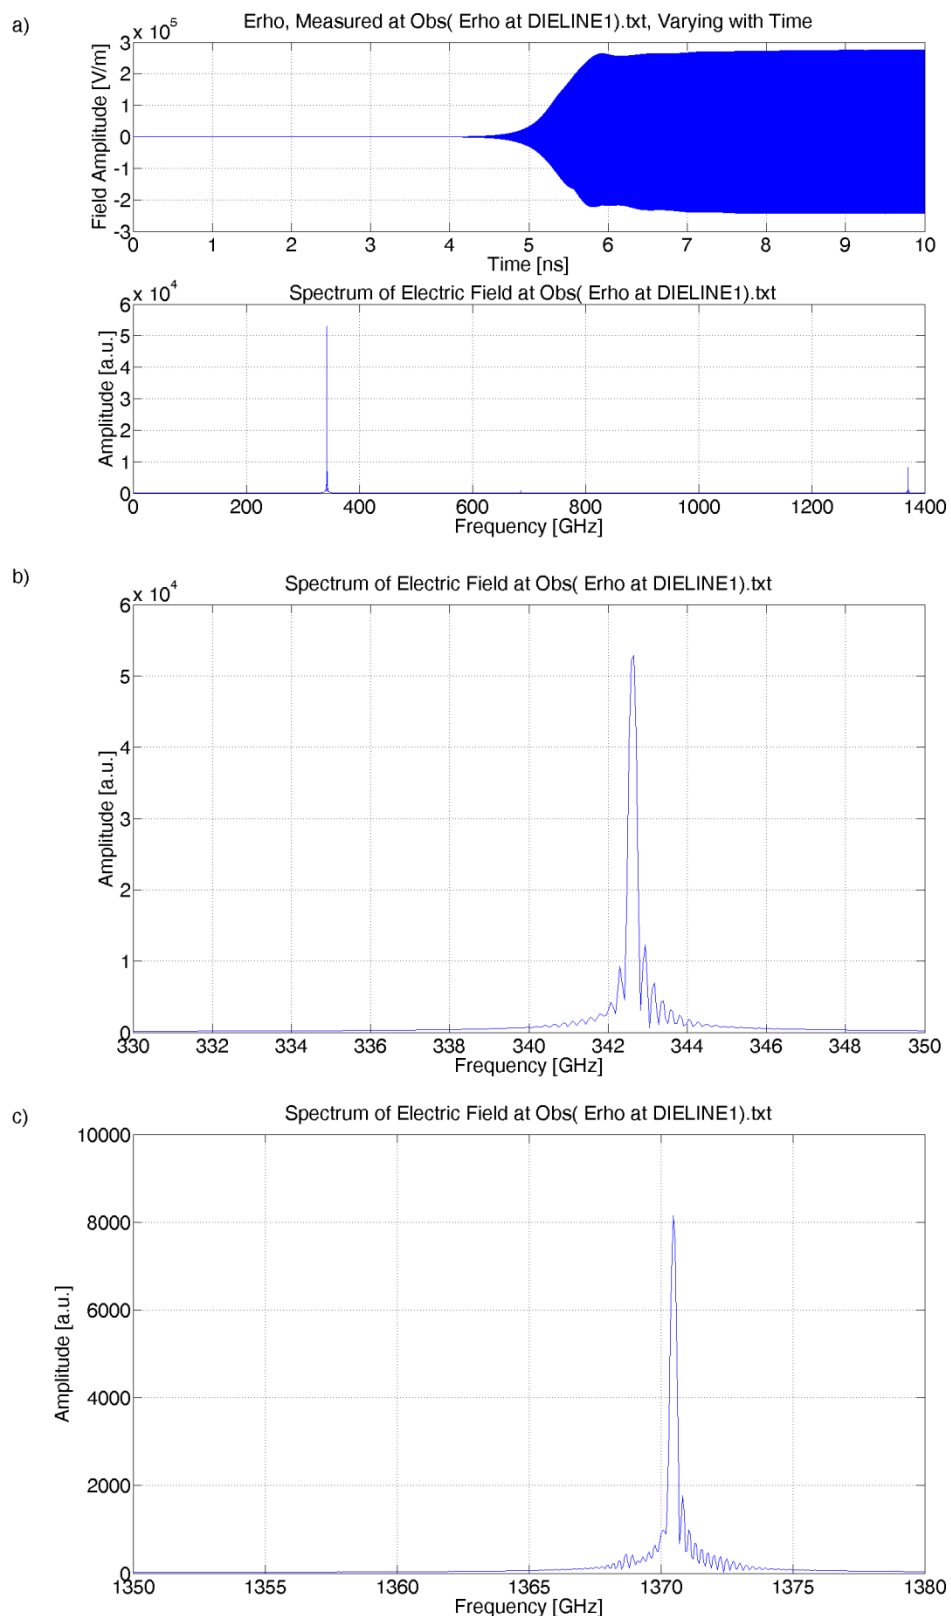 a)
Erho, Measured at Obs( Erho at DIELINE1).txt, Varying with Time
x 10^5
Field Amplitude [V/m]
3
2
1
0
-1
-2
-3
0 1 2 3 4 5 6 7 8 9 10
Time [ns]
Spectrum of Electric Field at Obs( Erho at DIELINE1).txt
x 10^4
Amplitude [a.u.]
6
5
4
3
2
1
0
0 200 400 600 800 1000 1200 1400
Frequency [GHz]
b)
Spectrum of Electric Field at Obs( Erho at DIELINE1).txt
x 10^4
Amplitude [a.u.]
6
5
4
3
2
1
0
330 332 334 336 338 340 342 344 346 348 350
Frequency [GHz]
c)
Spectrum of Electric Field at Obs( Erho at DIELINE1).txt
Amplitude [a.u.]
10000
8000
6000
4000
2000
0
1350 1355 1360 1365 1370 1375 1380
Frequency [GHz]